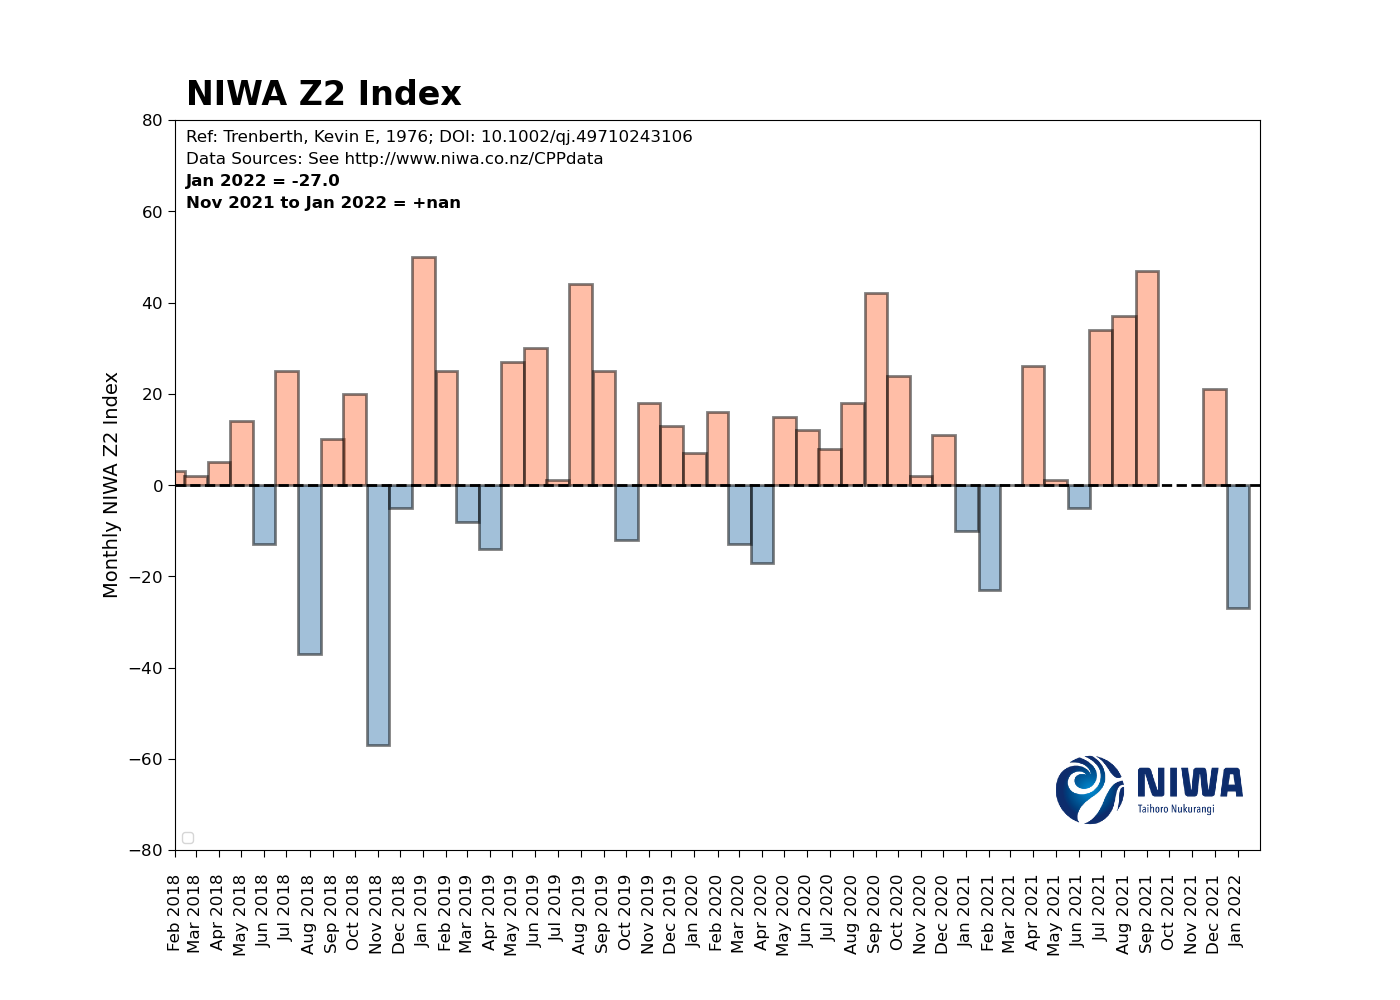 NIWA Z2 Index
Ref: Trenberth, Kevin E, 1976; DOI: 10.1002/qj.49710243106
Data Sources: See http://www.niwa.co.nz/CPPdata
Jan 2022 = -27.0
Nov 2021 to Jan 2022 = +nan
Monthly NIWA Z2 Index
80
60
40
20
0
−20
−40
−60
−80
NIWA
Taihoro Nukurangi
Feb 2018
Mar 2018
Apr 2018
May 2018
Jun 2018
Jul 2018
Aug 2018
Sep 2018
Oct 2018
Nov 2018
Dec 2018
Jan 2019
Feb 2019
Mar 2019
Apr 2019
May 2019
Jun 2019
Jul 2019
Aug 2019
Sep 2019
Oct 2019
Nov 2019
Dec 2019
Jan 2020
Feb 2020
Mar 2020
Apr 2020
May 2020
Jun 2020
Jul 2020
Aug 2020
Sep 2020
Oct 2020
Nov 2020
Dec 2020
Jan 2021
Feb 2021
Mar 2021
Apr 2021
May 2021
Jun 2021
Jul 2021
Aug 2021
Sep 2021
Oct 2021
Nov 2021
Dec 2021
Jan 2022